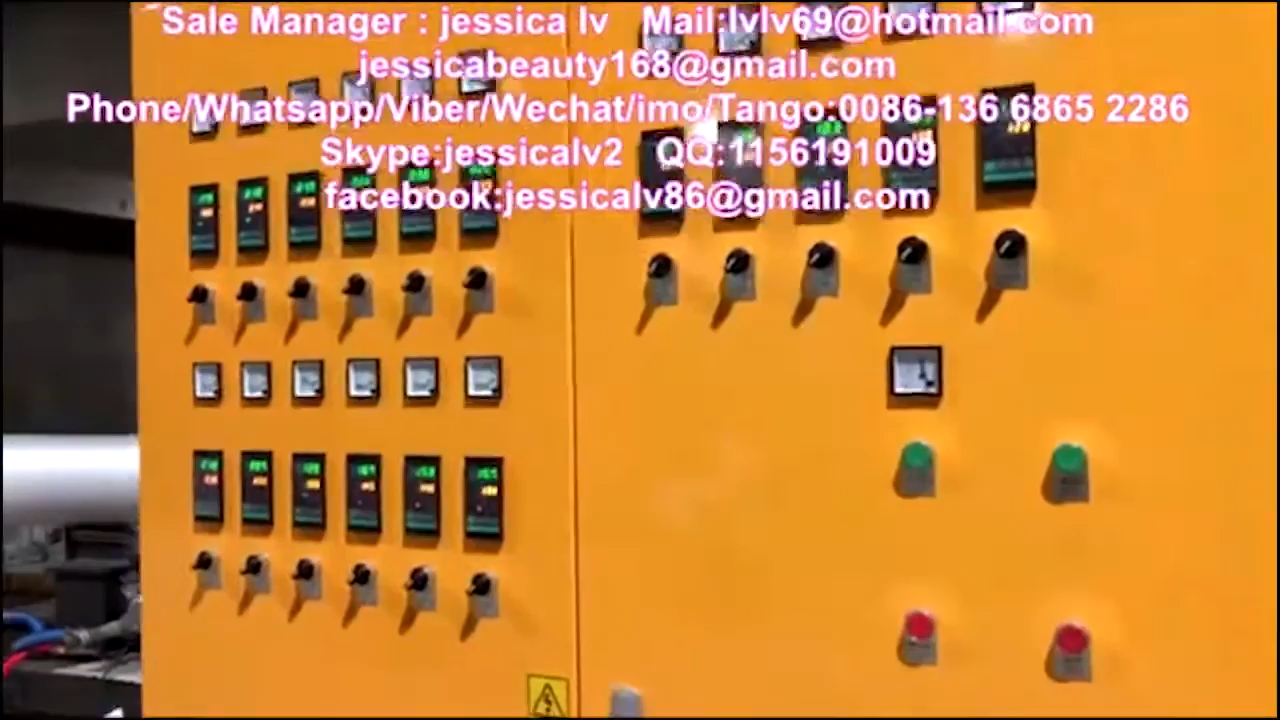 Sale Manager : jessica lv Mail:lvlv69@hotmail.com
jessicabeauty168@gmail.com
Phone/Whatsapp/Viber/Wechat/imo/Tango:0086-136 6865 2286
Skype:jessicalv2 QQ:1156191009
facebook:jessicalv86@gmail.com